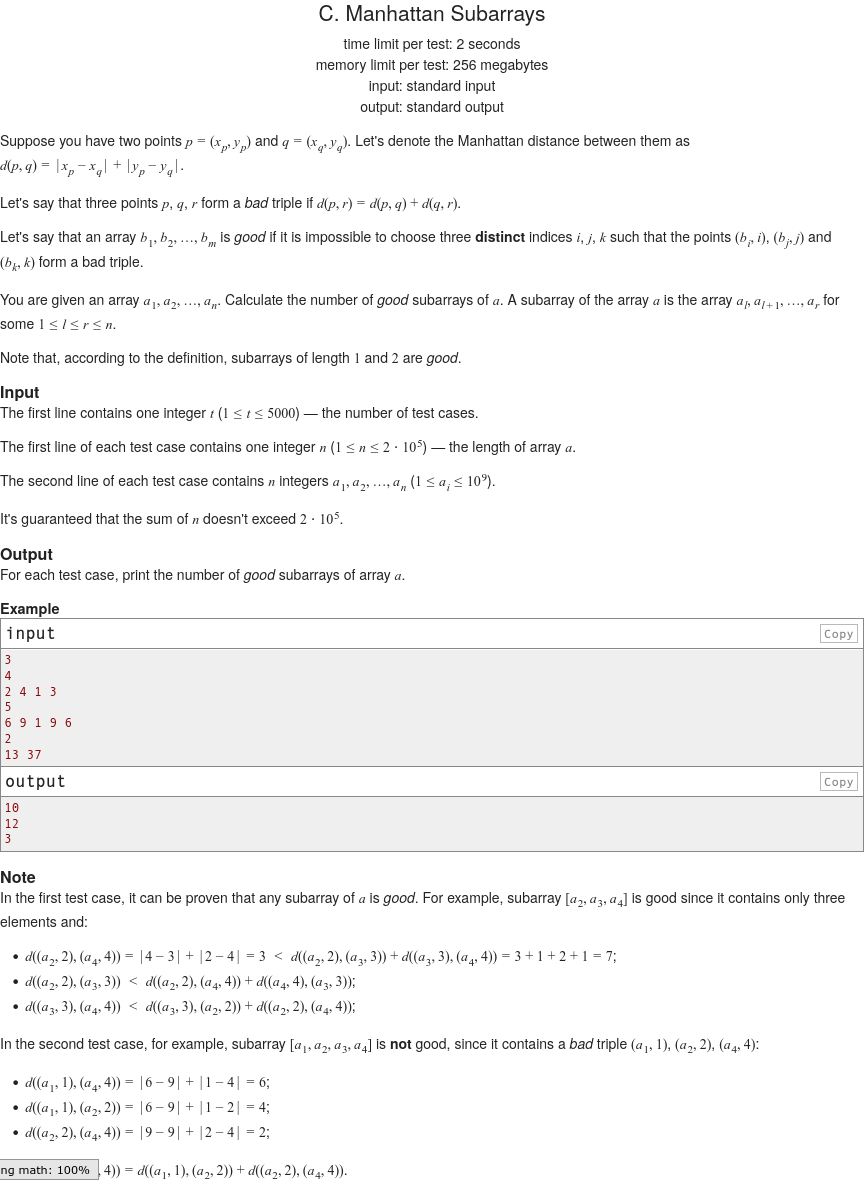 C. Manhattan Subarrays
time limit per test: 2 seconds
memory limit per test: 256 megabytes
input: standard input
output: standard output
Suppose you have two points p = (x_p, y_p) and q = (x_q, y_q). Let's denote the Manhattan distance between them as
d(p, q) = |x_p − x_q| + |y_p − y_q|.
Let's say that three points p, q, r form a bad triple if d(p, r) = d(p, q) + d(q, r).
Let's say that an array b_1, b_2, …, b_m is good if it is impossible to choose three distinct indices i, j, k such that the points (b_i, i), (b_j, j) and
(b_k, k) form a bad triple.
You are given an array a_1, a_2, …, a_n. Calculate the number of good subarrays of a. A subarray of the array a is the array a_l, a_{l+1}, …, a_r for
some 1 ≤ l ≤ r ≤ n.
Note that, according to the definition, subarrays of length 1 and 2 are good.
Input
The first line contains one integer t (1 ≤ t ≤ 5000) — the number of test cases.
The first line of each test case contains one integer n (1 ≤ n ≤ 2 · 10^5) — the length of array a.
The second line of each test case contains n integers a_1, a_2, …, a_n (1 ≤ a_i ≤ 10^9).
It's guaranteed that the sum of n doesn't exceed 2 · 10^5.
Output
For each test case, print the number of good subarrays of array a.
Example
input Copy
3
4
2 4 1 3
5
6 9 1 9 6
2
13 37
output Copy
10
12
3
Note
In the first test case, it can be proven that any subarray of a is good. For example, subarray [a_2, a_3, a_4] is good since it contains only three
elements and:
• d((a_2, 2), (a_4, 4)) = |4 − 3| + |2 − 4| = 3 < d((a_2, 2), (a_3, 3)) + d((a_3, 3), (a_4, 4)) = 3 + 1 + 2 + 1 = 7;
• d((a_2, 2), (a_3, 3)) < d((a_2, 2), (a_4, 4)) + d((a_4, 4), (a_3, 3));
• d((a_3, 3), (a_4, 4)) < d((a_3, 3), (a_2, 2)) + d((a_2, 2), (a_4, 4));
In the second test case, for example, subarray [a_1, a_2, a_3, a_4] is not good, since it contains a bad triple (a_1, 1), (a_2, 2), (a_4, 4):
• d((a_1, 1), (a_4, 4)) = |6 − 9| + |1 − 4| = 6;
• d((a_1, 1), (a_2, 2)) = |6 − 9| + |1 − 2| = 4;
• d((a_2, 2), (a_4, 4)) = |9 − 9| + |2 − 4| = 2;
ng math: 100% , 4)) = d((a_1, 1), (a_2, 2)) + d((a_2, 2), (a_4, 4)).